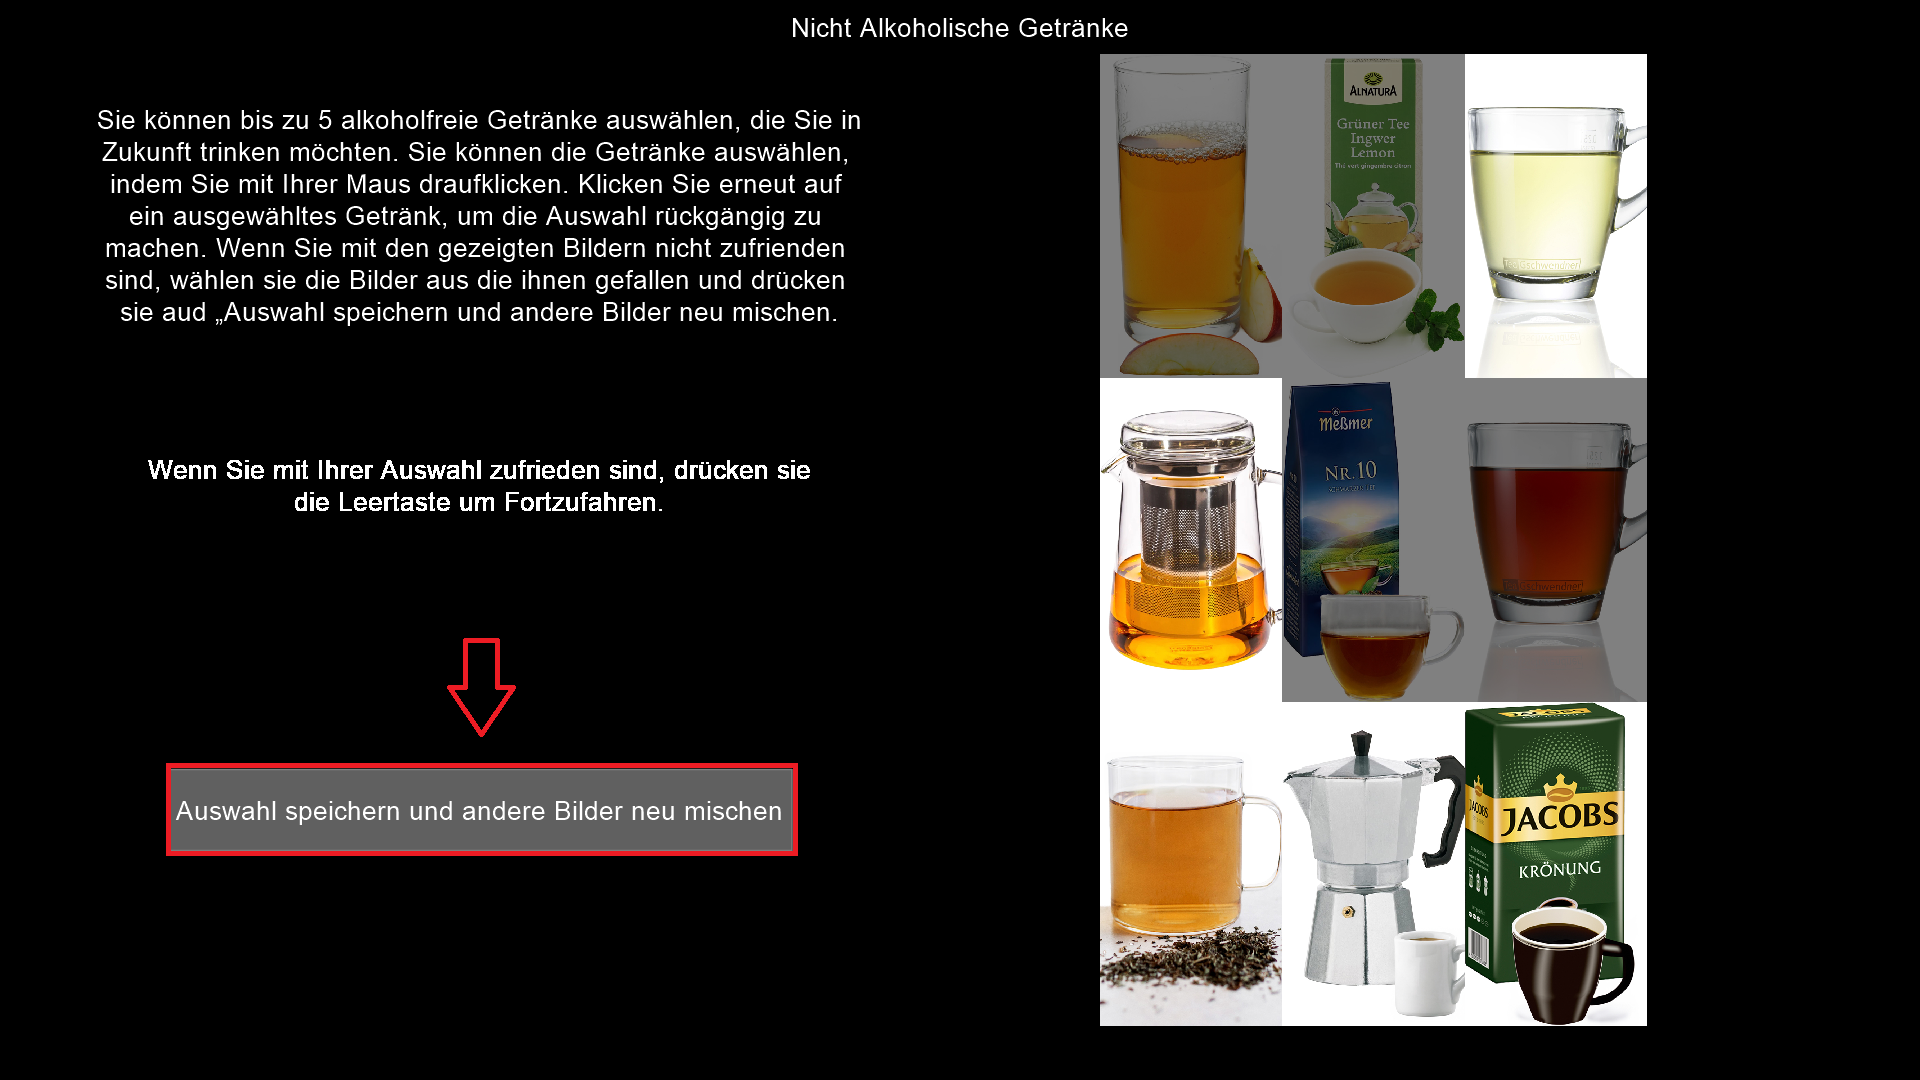 Nicht Alkoholische Getränke
Sie können bis zu 5 alkoholfreie Getränke auswählen, die Sie in
Zukunft trinken möchten. Sie können die Getränke auswählen,
indem Sie mit Ihrer Maus draufklicken. Klicken Sie erneut auf
ein ausgewähltes Getränk, um die Auswahl rückgängig zu
machen. Wenn Sie mit den gezeigten Bildern nicht zufrienden
sind, wählen sie die Bilder aus die ihnen gefallen und drücken
sie aud „Auswahl speichern und andere Bilder neu mischen.
Wenn Sie mit Ihrer Auswahl zufrieden sind, drücken sie
die Leertaste um Fortzufahren.
Auswahl speichern und andere Bilder neu mischen
ALNATURA
Grüner Tee
Ingwer
Lemon
Thé vert gingembre citron
Meßmer
NR. 10
JACOBS
JACOBS
KRÖNUNG